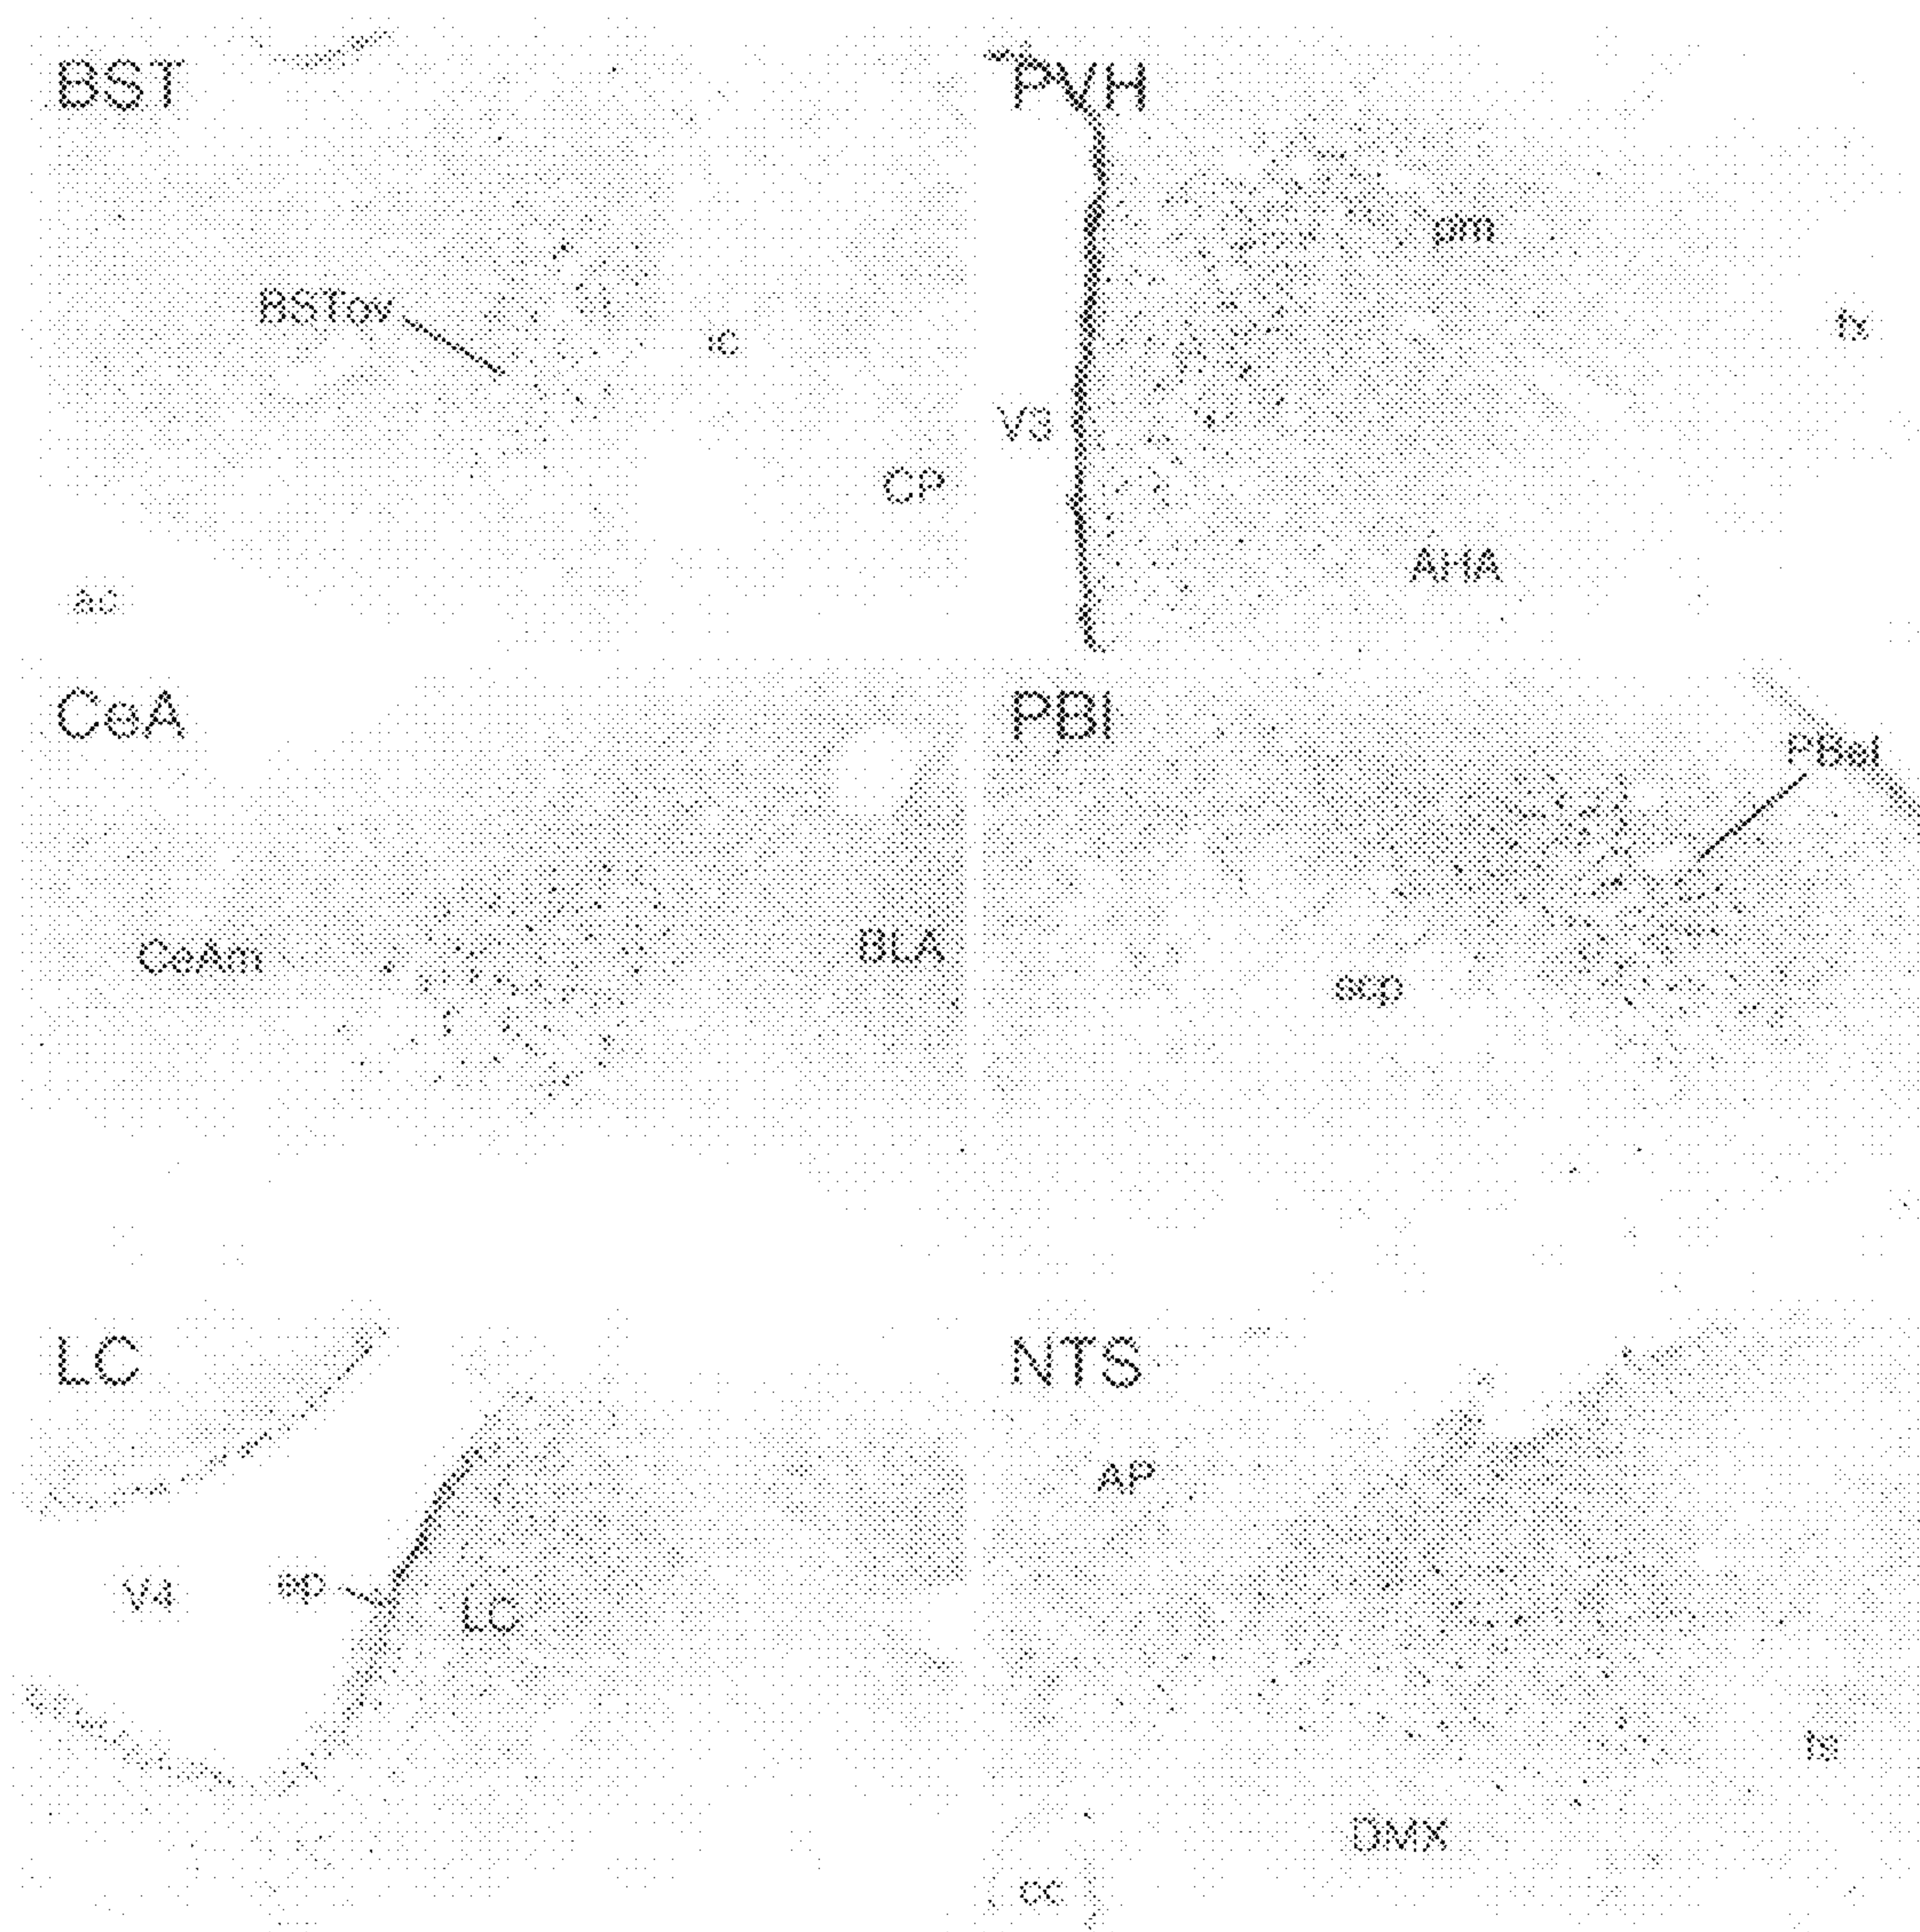 BST
BSTov
ic
CP
ac
PVH
pm
fx
V3
AHA
CeA
CeAm
BLA
PBl
PBel
scp
LC
V4
ep
LC
NTS
AP
ts
DMX
cc